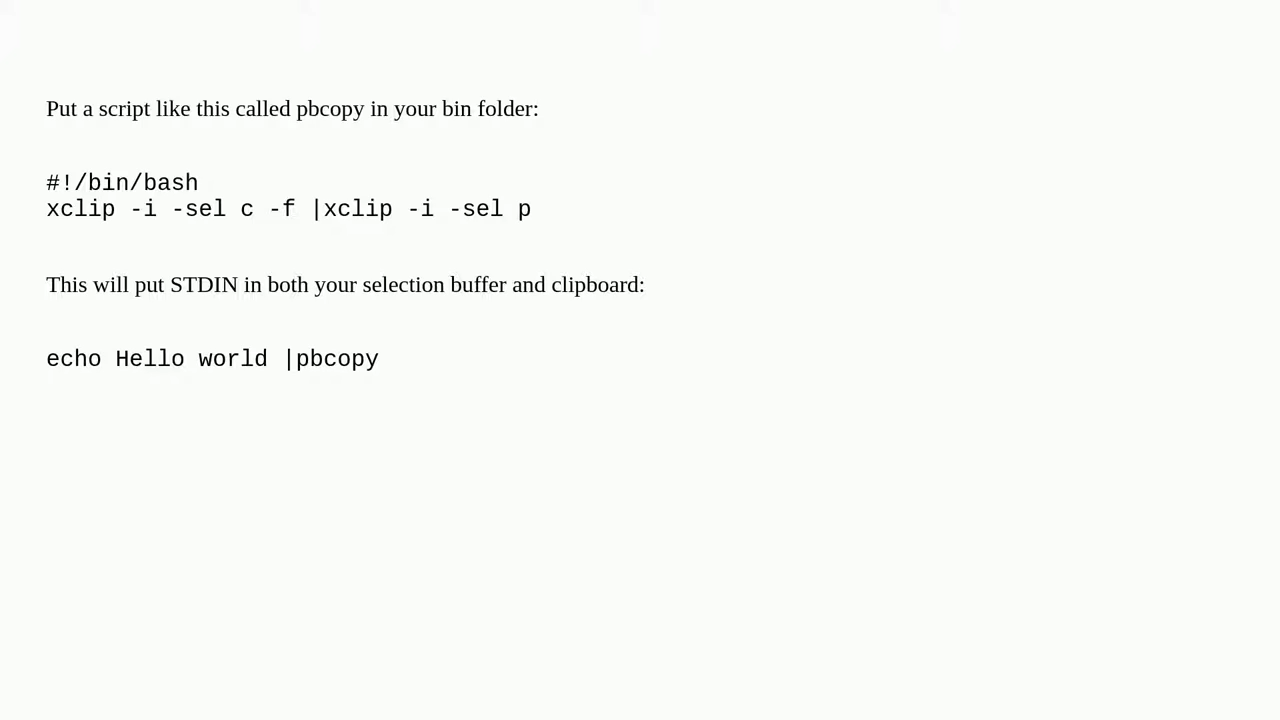 Put a script like this called pbcopy in your bin folder:
#!/bin/bash
xclip -i -sel c -f |xclip -i -sel p
This will put STDIN in both your selection buffer and clipboard:
echo Hello world |pbcopy